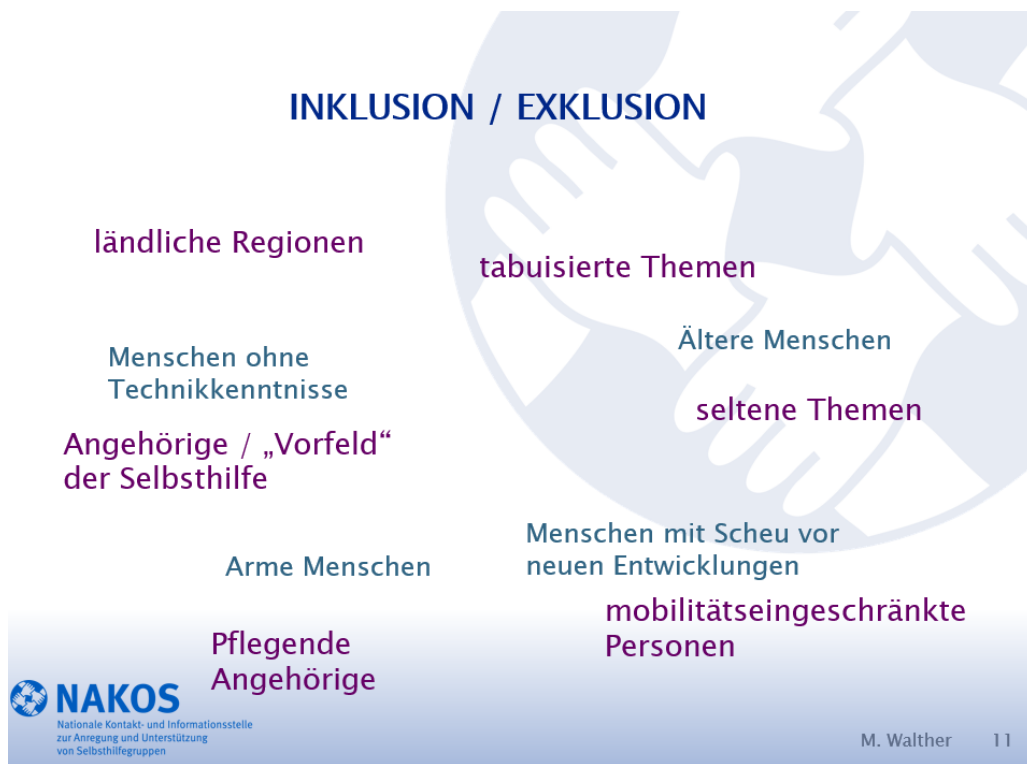 INKLUSION / EXKLUSION
ländliche Regionen
tabuisierte Themen
Ältere Menschen
Menschen ohne
Technikkenntnisse
seltene Themen
Angehörige / „Vorfeld“
der Selbsthilfe
Menschen mit Scheu vor
neuen Entwicklungen
Arme Menschen
mobilitätseingeschränkte
Personen
Pflegende
Angehörige
NAKOS
Nationale Kontakt- und Informationsstelle
zur Anregung und Unterstützung
von Selbsthilfegruppen
M. Walther 11